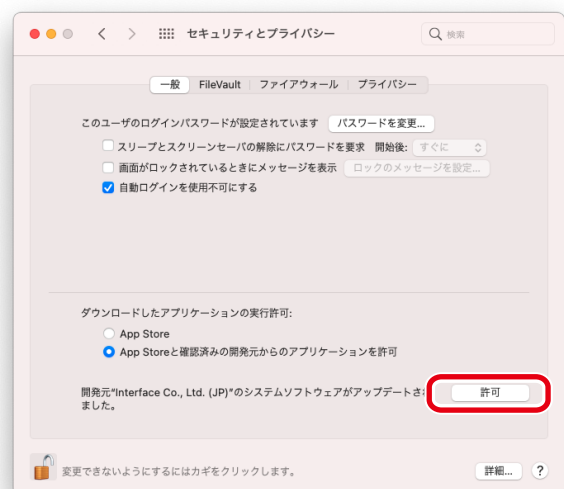 セキュリティとプライバシー
検索
一般 FileVault ファイアウォール プライバシー
このユーザのログインパスワードが設定されています パスワードを変更...
スリープとスクリーンセーバの解除にパスワードを要求 開始後: すぐに
画面がロックされているときにメッセージを表示 ロックのメッセージを設定...
自動ログインを使用不可にする
ダウンロードしたアプリケーションの実行許可:
App Store
App Storeと確認済みの開発元からのアプリケーションを許可
開発元"Interface Co., Ltd. (JP)"のシステムソフトウェアがアップデートさ 許可
ました。
変更できないようにするにはカギをクリックします。
詳細... ?